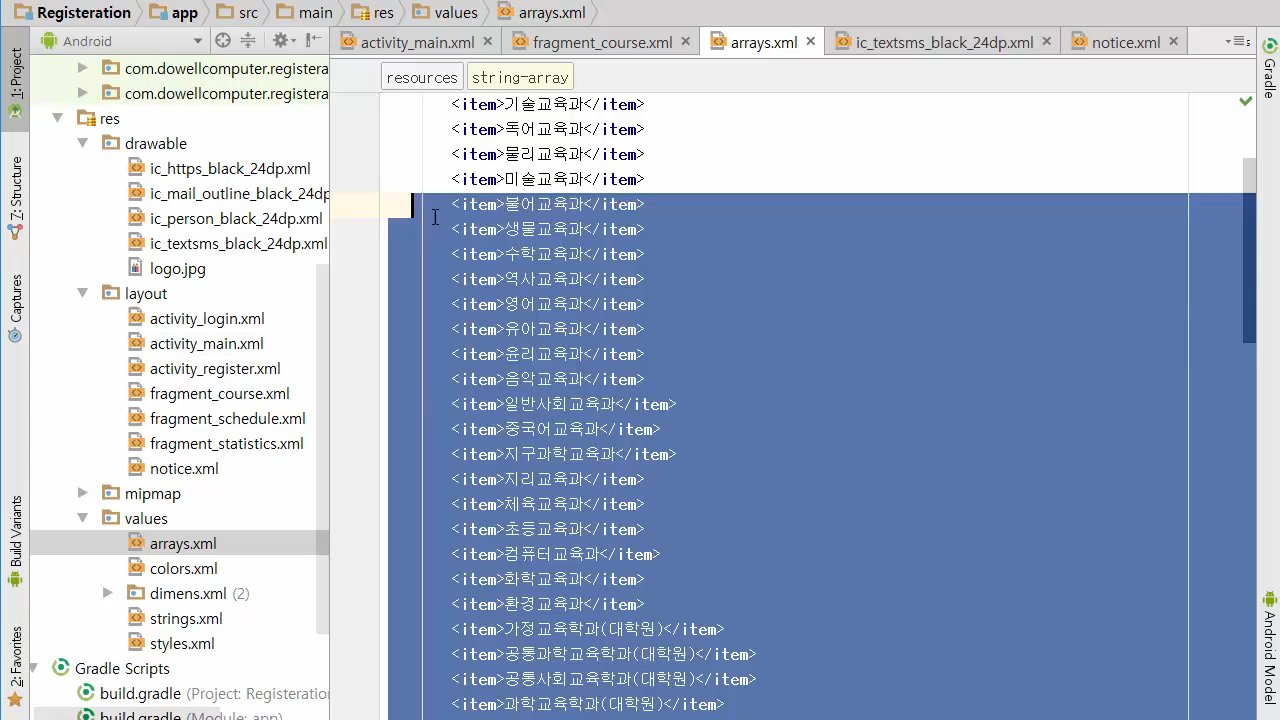 Registeration app src main res values arrays.xml
Android
activity_main.xml fragment_course.xml arrays.xml ic_textsms_black_24dp.xml notice.xml
resources string-array
1: Project
7: Structure
Captures
Build Variants
2: Favorites
com.dowellcomputer.registera
com.dowellcomputer.registera
res
drawable
ic_https_black_24dp.xml
ic_mail_outline_black_24dp
ic_person_black_24dp.xml
ic_textsms_black_24dp.xml
logo.jpg
layout
activity_login.xml
activity_main.xml
activity_register.xml
fragment_course.xml
fragment_schedule.xml
fragment_statistics.xml
notice.xml
mipmap
values
arrays.xml
colors.xml
dimens.xml (2)
strings.xml
styles.xml
Gradle Scripts
build.gradle (Project: Registeration
build.gradle (Module: app)
<item>기술교육과</item>
<item>독어교육과</item>
<item>물리교육과</item>
<item>미술교육과</item>
<item>불어교육과</item>
<item>생물교육과</item>
<item>수학교육과</item>
<item>역사교육과</item>
<item>영어교육과</item>
<item>유아교육과</item>
<item>윤리교육과</item>
<item>음악교육과</item>
<item>일반사회교육과</item>
<item>중국어교육과</item>
<item>지구과학교육과</item>
<item>지리교육과</item>
<item>체육교육과</item>
<item>초등교육과</item>
<item>컴퓨터교육과</item>
<item>화학교육과</item>
<item>환경교육과</item>
<item>가정교육학과(대학원)</item>
<item>공통과학교육학과(대학원)</item>
<item>공통사회교육학과(대학원)</item>
<item>과학교육학과(대학원)</item>
Gradle
Android Model